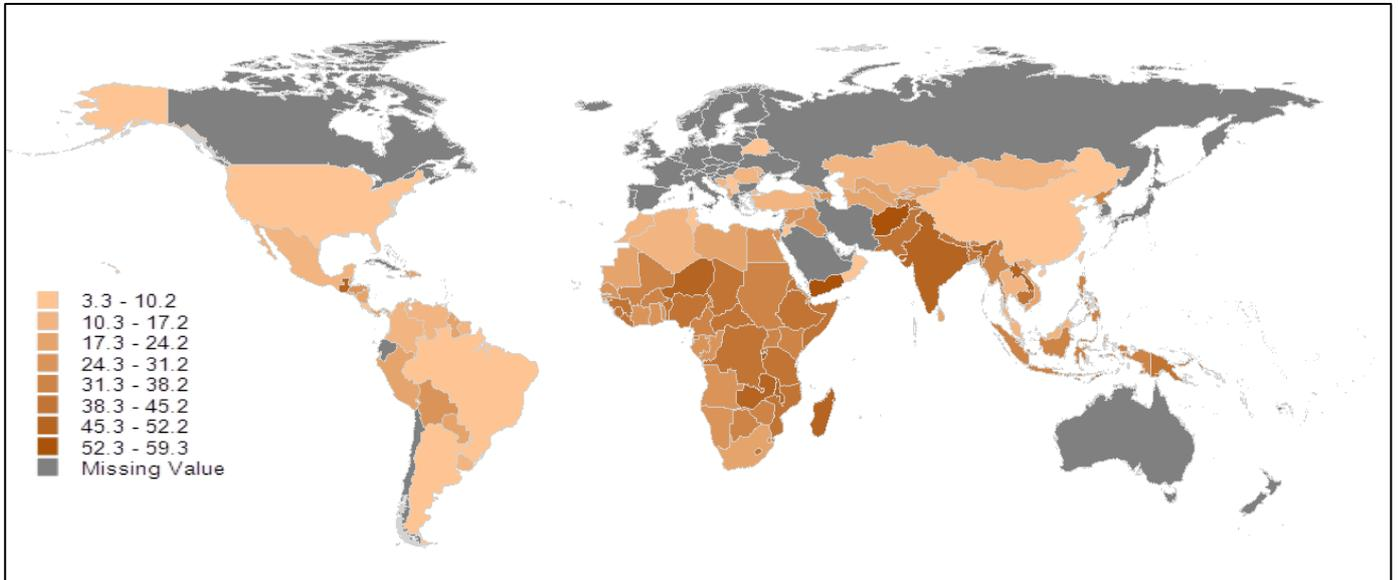 3.3 - 10.2
10.3 - 17.2
17.3 - 24.2
24.3 - 31.2
31.3 - 38.2
38.3 - 45.2
45.3 - 52.2
52.3 - 59.3
Missing Value